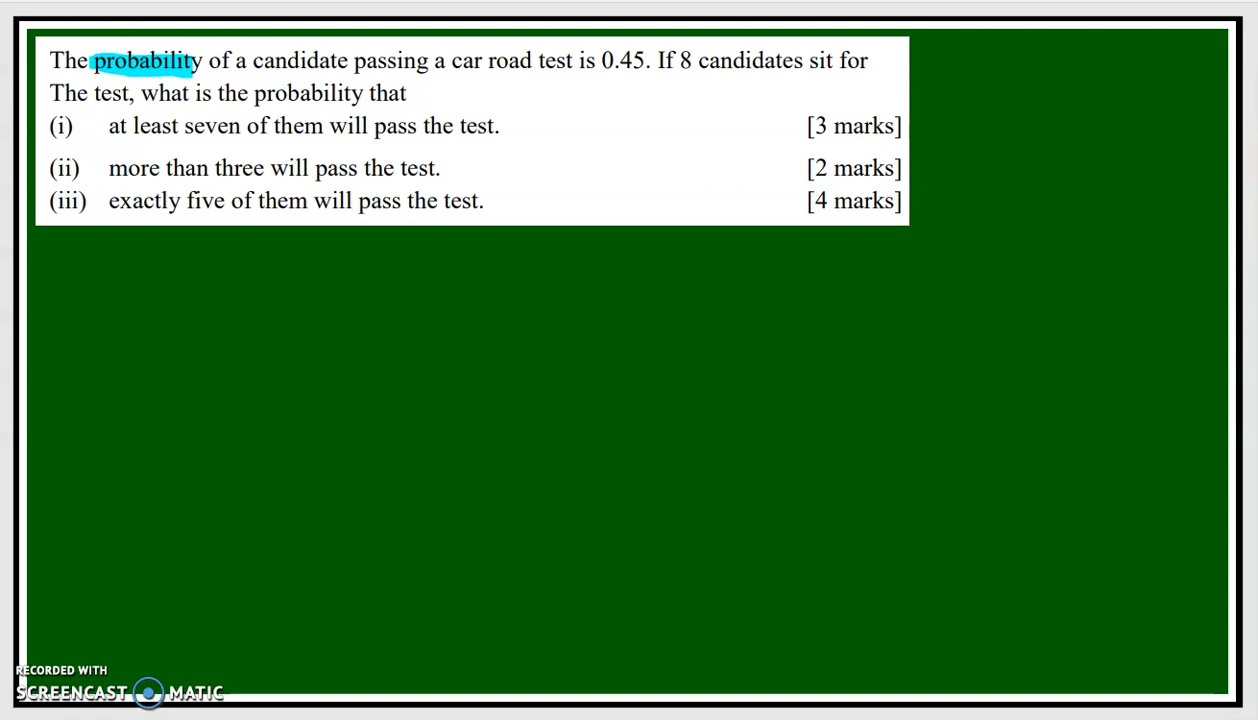 The probability of a candidate passing a car road test is 0.45. If 8 candidates sit for
The test, what is the probability that
(i) at least seven of them will pass the test. [3 marks]
(ii) more than three will pass the test. [2 marks]
(iii) exactly five of them will pass the test. [4 marks]
RECORDED WITH
SCREENCAST MATIC